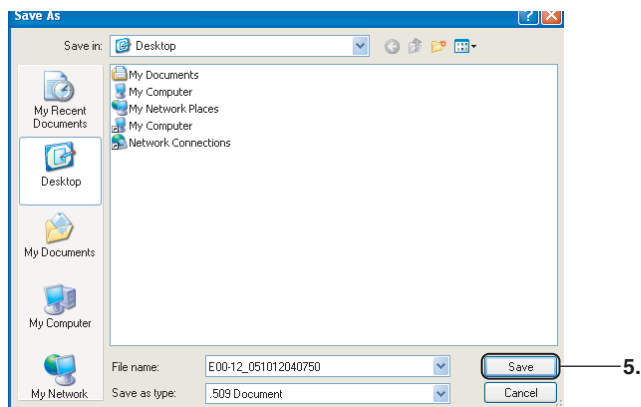 Save As
Save in: Desktop
My Documents
My Computer
My Network Places
My Computer
Network Connections
My Recent
Documents
Desktop
My Documents
My Computer
My Network
File name: E00-12_051012040750 Save 5.
Save as type: .509 Document Cancel